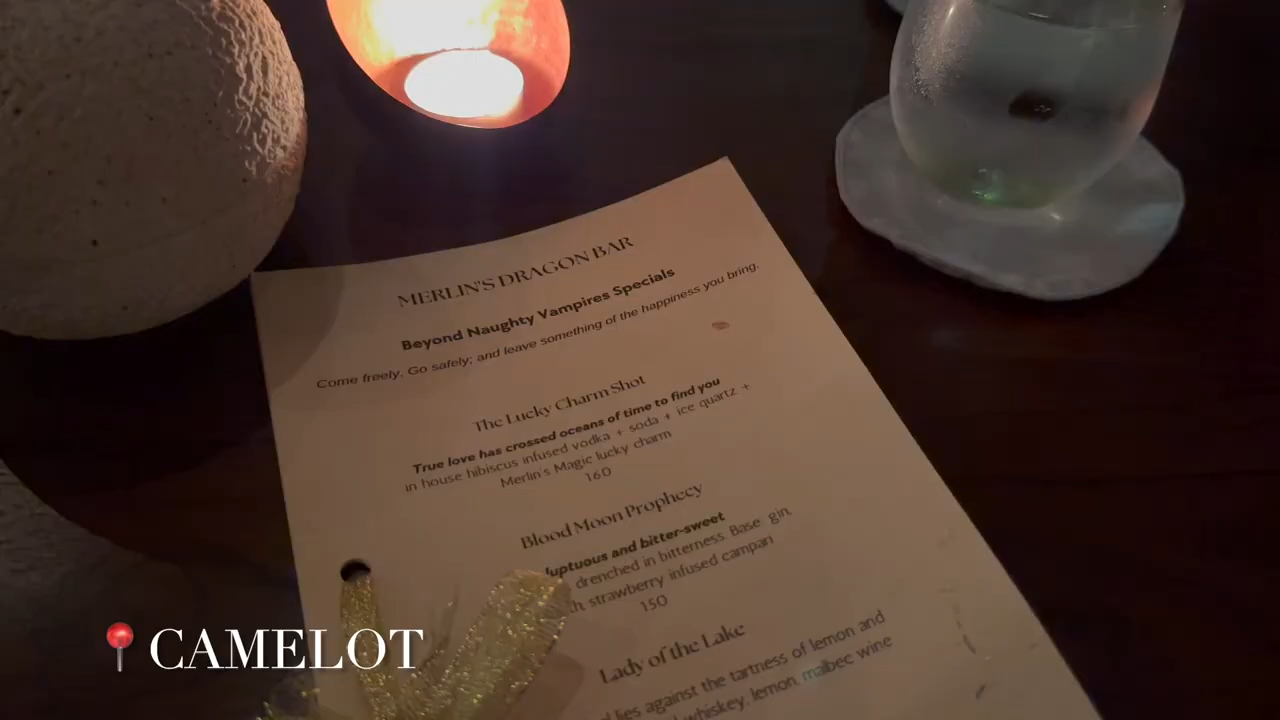 MERLIN'S DRAGON BAR
Beyond Naughty Vampires Specials
Come freely. Go safely; and leave something of the happiness you bring.
The Lucky Charm Shot
True love has crossed oceans of time to find you
in house hibiscus infused vodka + soda + ice quartz +
Merlin's Magic lucky charm
160
Blood Moon Prophecy
luptuous and bitter-sweet
drenched in bitterness. Base gin,
strawberry infused campari
150
Lady of the Lake
lies against the tartness of lemon and
whiskey, lemon, malbec wine
📍CAMELOT